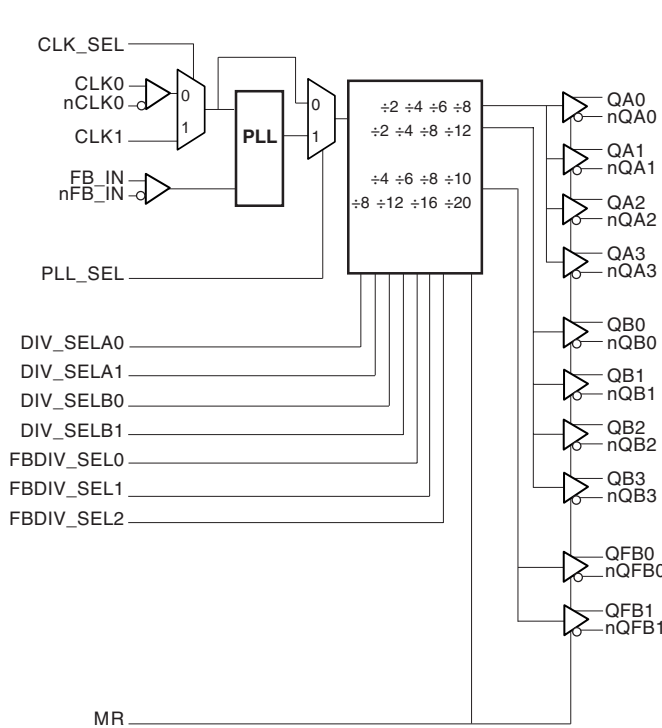 CLK_SEL
CLK0
nCLK0
0
CLK1
1
PLL
0
1
FB_IN
nFB_IN
PLL_SEL
÷2 ÷4 ÷6 ÷8
÷2 ÷4 ÷8 ÷12
÷4 ÷6 ÷8 ÷10
÷8 ÷12 ÷16 ÷20
DIV_SELA0
DIV_SELA1
DIV_SELB0
DIV_SELB1
FBDIV_SEL0
FBDIV_SEL1
FBDIV_SEL2
MR
QA0
nQA0
QA1
nQA1
QA2
nQA2
QA3
nQA3
QB0
nQB0
QB1
nQB1
QB2
nQB2
QB3
nQB3
QFB0
nQFB0
QFB1
nQFB1